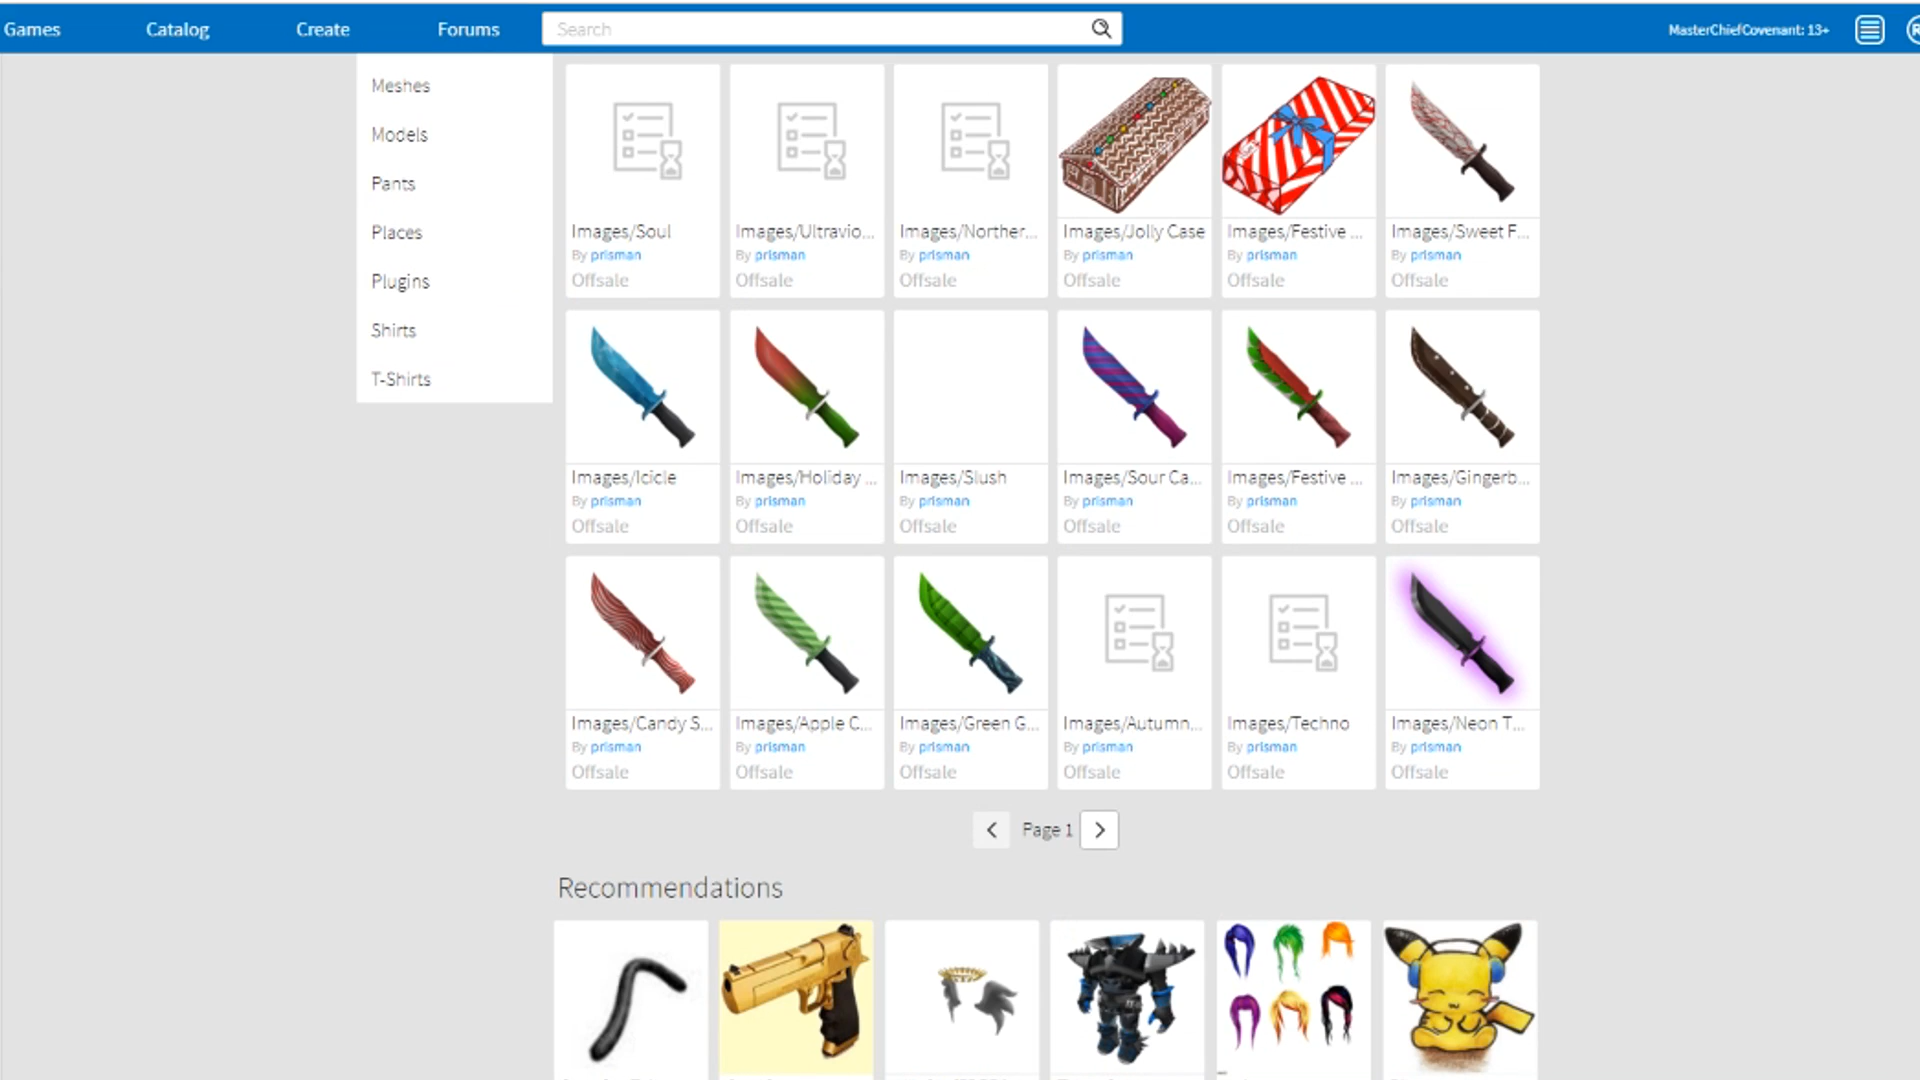 Games Catalog Create Forums Search MasterChiefCovenant: 13+
Meshes
Models
Pants
Places
Plugins
Shirts
T-Shirts
Images/Soul Images/Ultravio... Images/Norther... Images/Jolly Case Images/Festive ... Images/Sweet F...
By prisman By prisman By prisman By prisman By prisman By prisman
Offsale Offsale Offsale Offsale Offsale Offsale
Images/Icicle Images/Holiday ... Images/Slush Images/Sour Ca... Images/Festive ... Images/Gingerb...
By prisman By prisman By prisman By prisman By prisman By prisman
Offsale Offsale Offsale Offsale Offsale Offsale
Images/Candy S... Images/Apple C... Images/Green G... Images/Autumn... Images/Techno Images/Neon T...
By prisman By prisman By prisman By prisman By prisman By prisman
Offsale Offsale Offsale Offsale Offsale Offsale
Page 1
Recommendations